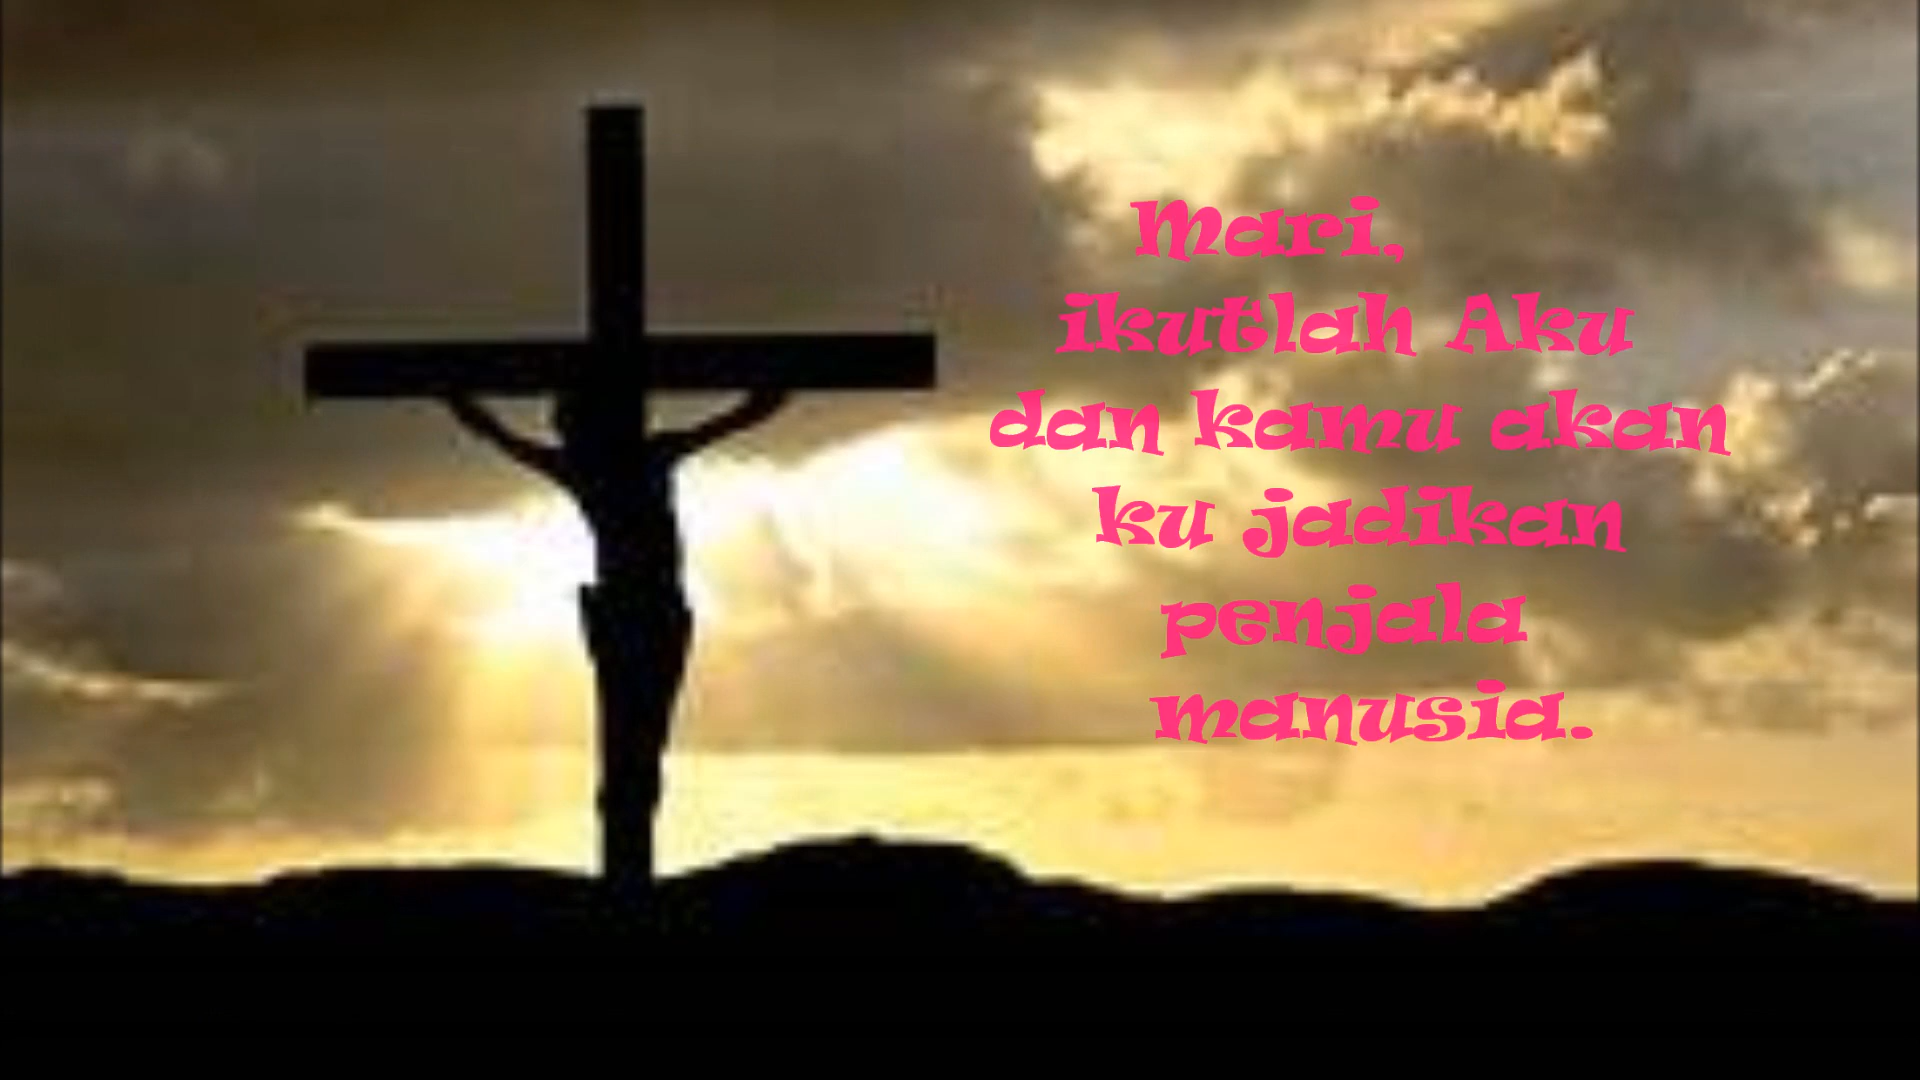 Mari,
ikutlah Aku
dan kamu akan
ku jadikan
penjala
manusia.